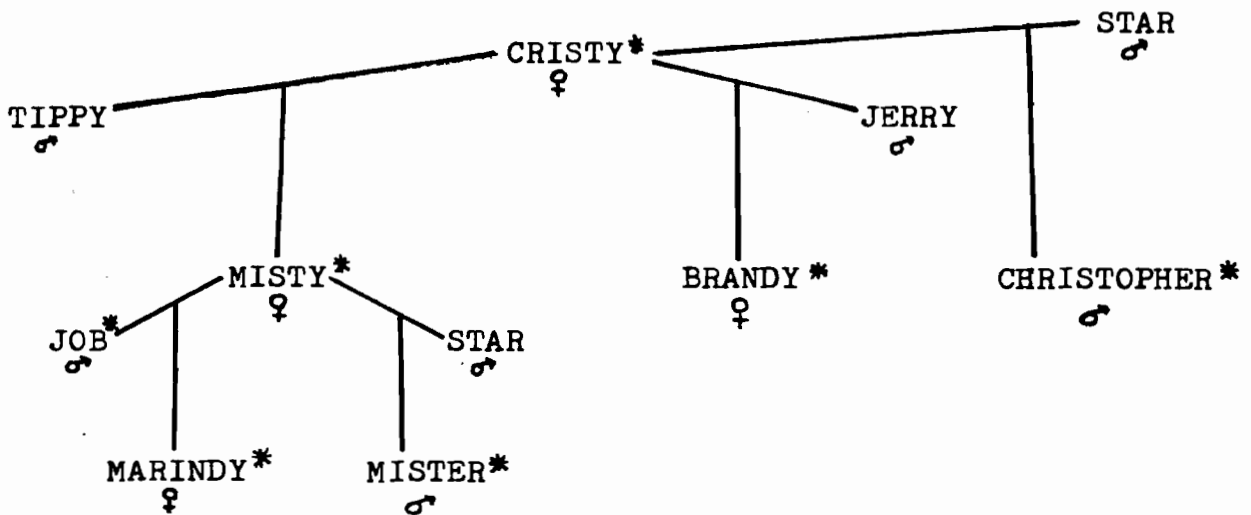 STAR
♂
CRISTY*
♀
TIPPY
♂
JERRY
♂
MISTY*
♀
BRANDY*
♀
CHRISTOPHER*
♂
JOB*
♂
STAR
♂
MARINDY*
♀
MISTER*
♂